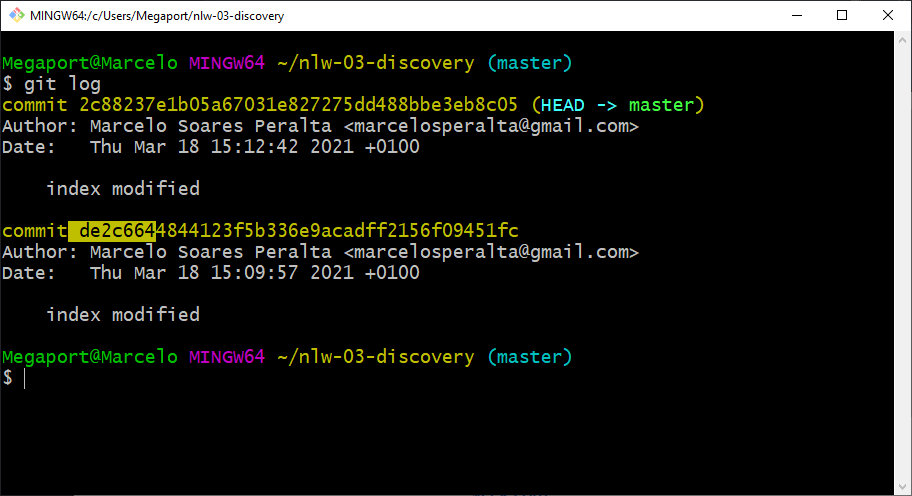 MINGW64:/c/Users/Megaport/nlw-03-discovery
Megaport@Marcelo MINGW64 ~/nlw-03-discovery (master)
$ git log
commit 2c88237e1b05a67031e827275dd488bbe3eb8c05 (HEAD -> master)
Author: Marcelo Soares Peralta <marcelosperalta@gmail.com>
Date:   Thu Mar 18 15:12:42 2021 +0100
    index modified
commit de2c6644844123f5b336e9acadff2156f09451fc
Author: Marcelo Soares Peralta <marcelosperalta@gmail.com>
Date:   Thu Mar 18 15:09:57 2021 +0100
    index modified
Megaport@Marcelo MINGW64 ~/nlw-03-discovery (master)
$